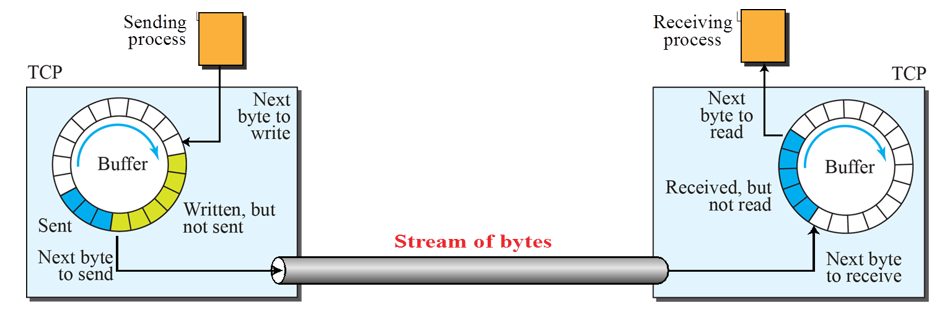 Sending
process
Receiving
process
TCP
TCP
Next
byte to
write
Next
byte to
read
Buffer
Buffer
Received, but
not read
Written, but
not sent
Sent
Stream of bytes
Next byte
to send
Next byte
to receive